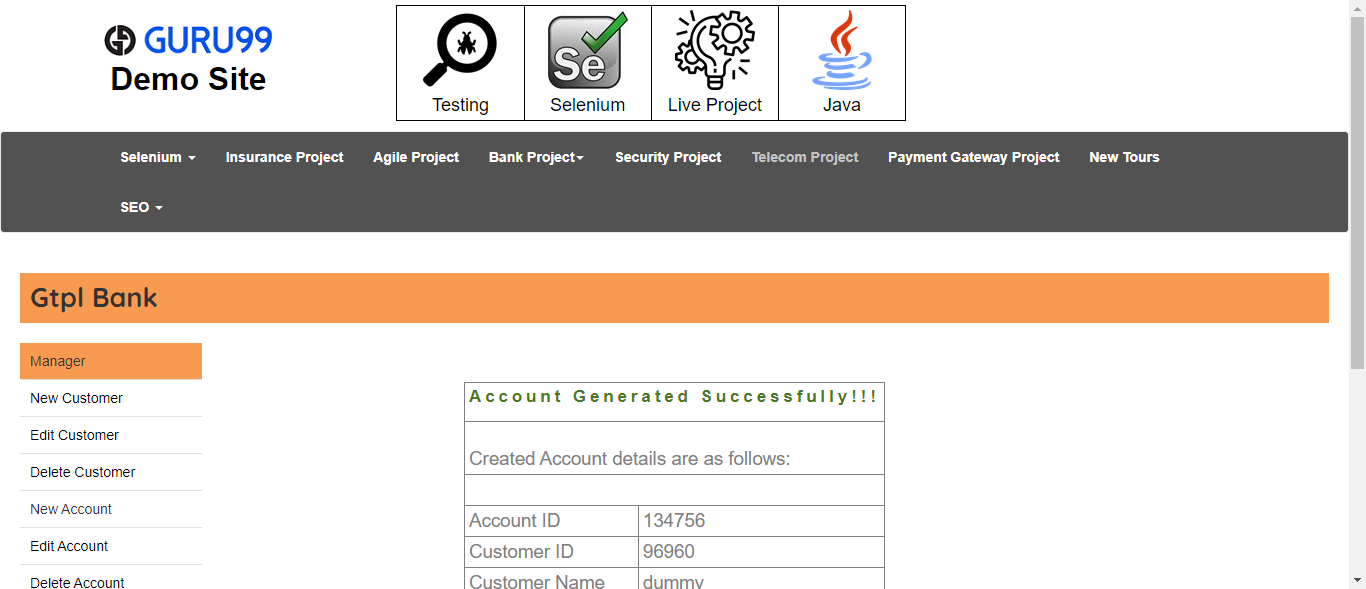 GURU99
Demo Site
Testing
Selenium
Live Project
Java
Selenium
Insurance Project
Agile Project
Bank Project
Security Project
Telecom Project
Payment Gateway Project
New Tours
SEO
Gtpl Bank
Manager
New Customer
Edit Customer
Delete Customer
New Account
Edit Account
Delete Account
Account Generated Successfully!!!
Created Account details are as follows:
Account ID 134756
Customer ID 96960
Customer Name dummy